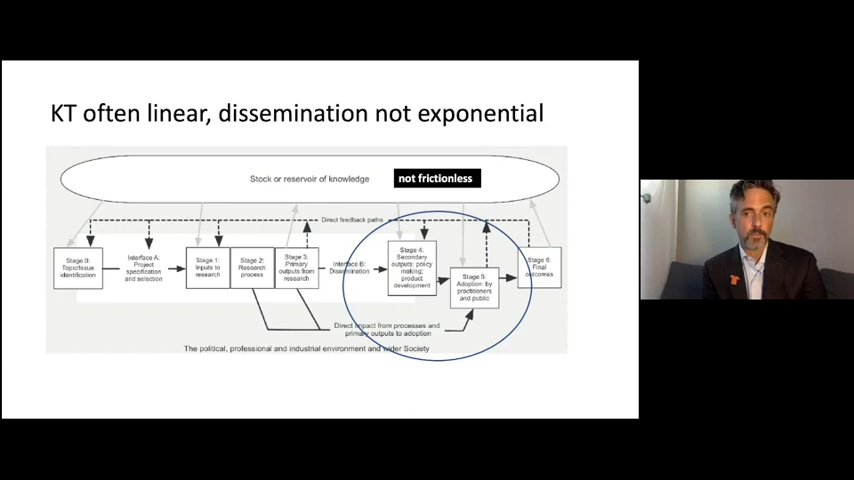 KT often linear, dissemination not exponential
Stock or reservoir of knowledge
not frictionless
Direct feedback paths
Stage 0:
Topic/issue
identification
Interface A:
Project
specification
and selection
Stage 1:
Inputs to
research
Stage 2:
Research
process
Stage 3:
Primary
outputs from
research
Interface B:
Dissemination
Stage 4:
Secondary
outputs: policy
making;
product
development
Stage 5:
Adoption: by
practitioners
and public
Stage 6:
Final
outcomes
Direct impact from processes and
primary outputs to adoption
The political, professional and industrial environment and wider Society